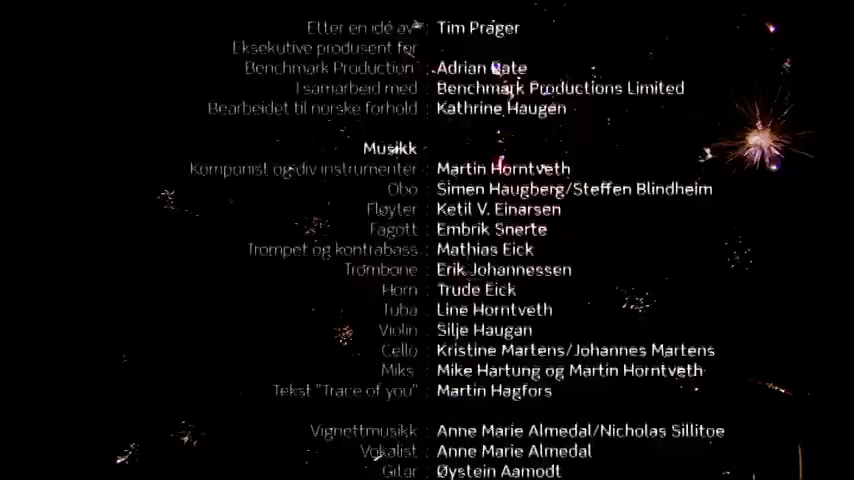 Etter en idé av : Tim Prager
Eksekutive produsent for
Benchmark Production : Adrian Bate
I samarbeid med : Benchmark Productions Limited
Bearbeidet til norske forhold : Kathrine Haugen
Musikk
Komponist og div instrumenter : Martin Horntveth
Obo : Simen Haugberg/Steffen Blindheim
Fløyter : Ketil V. Einarsen
Fagott : Embrik Snerte
Trompet og kontrabass : Mathias Eick
Trombone : Erik Johannessen
Horn : Trude Eick
Tuba : Line Horntveth
Violin : Silje Haugan
Cello : Kristine Martens/Johannes Martens
Miks : Mike Hartung og Martin Horntveth
Tekst "Trace of you" : Martin Hagfors
Vignettmusikk : Anne Marie Almedal/Nicholas Sillitoe
Vokalist : Anne Marie Almedal
Gitar : Øystein Aamodt